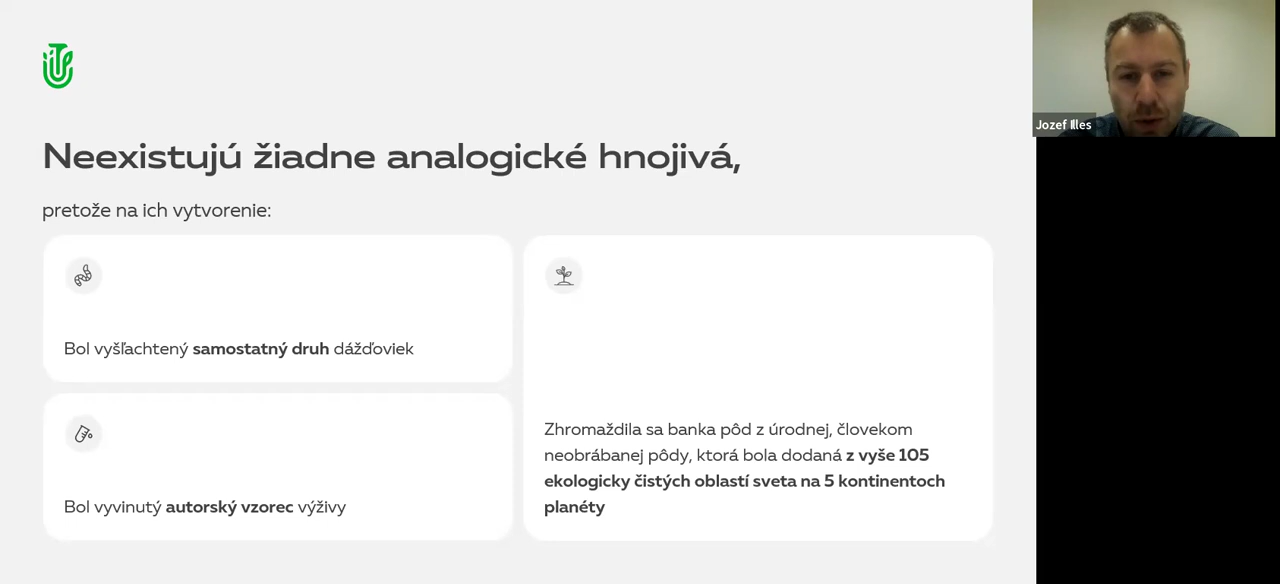 Neexistujú žiadne analogické hnojivá,
pretože na ich vytvorenie:
Bol vyšľachtený samostatný druh dážďoviek
Bol vyvinutý autorský vzorec výživy
Zhromaždila sa banka pôd z úrodnej, človekom
neobrábanej pôdy, ktorá bola dodaná z vyše 105
ekologicky čistých oblastí sveta na 5 kontinentoch
planéty
Jozef Illes